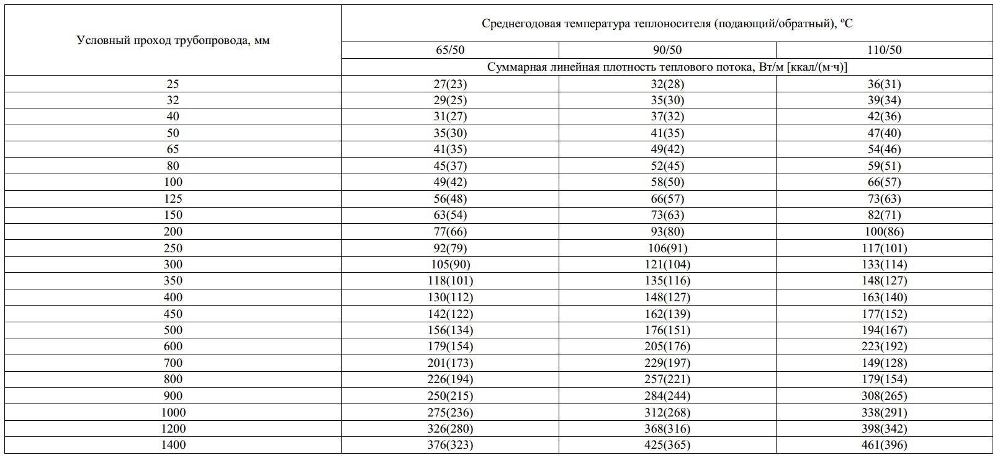 Условный проход трубопровода, мм
Среднегодовая температура теплоносителя (подающий/обратный), ºС
65/50 90/50 110/50
Суммарная линейная плотность теплового потока, Вт/м [ккал/(м·ч)]
25 27(23) 32(28) 36(31)
32 29(25) 35(30) 39(34)
40 31(27) 37(32) 42(36)
50 35(30) 41(35) 47(40)
65 41(35) 49(42) 54(46)
80 45(37) 52(45) 59(51)
100 49(42) 58(50) 66(57)
125 56(48) 66(57) 73(63)
150 63(54) 73(63) 82(71)
200 77(66) 93(80) 100(86)
250 92(79) 106(91) 117(101)
300 105(90) 121(104) 133(114)
350 118(101) 135(116) 148(127)
400 130(112) 148(127) 163(140)
450 142(122) 162(139) 177(152)
500 156(134) 176(151) 194(167)
600 179(154) 205(176) 223(192)
700 201(173) 229(197) 149(128)
800 226(194) 257(221) 179(154)
900 250(215) 284(244) 308(265)
1000 275(236) 312(268) 338(291)
1200 326(280) 368(316) 398(342)
1400 376(323) 425(365) 461(396)